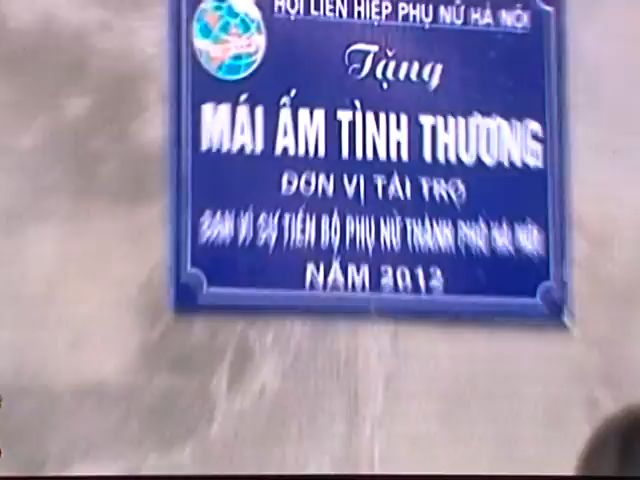 HỘI LIÊN HIỆP PHỤ NỮ HÀ NỘI
Tặng
MÁI ẤM TÌNH THƯƠNG
ĐƠN VỊ TÀI TRỢ
BAN VÌ SỰ TIẾN BỘ PHỤ NỮ THÀNH PHỐ HÀ NỘI
NĂM 2012